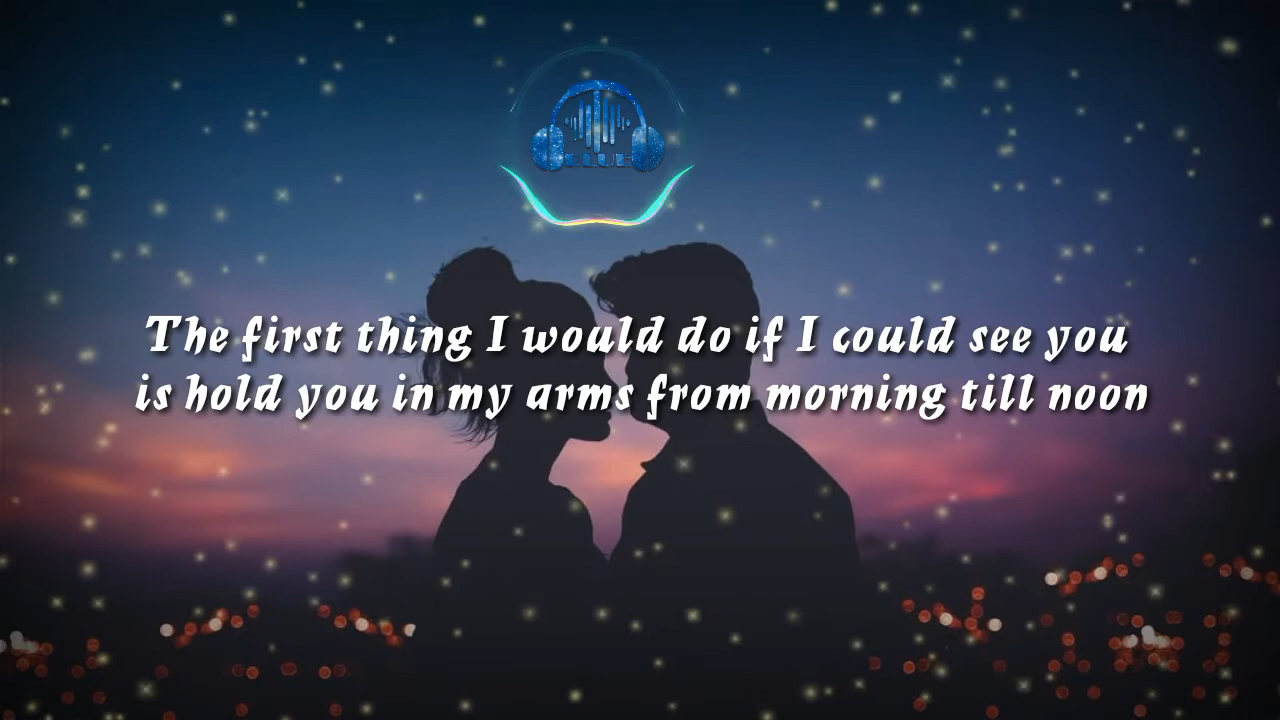 The first thing I would do if I could see you
is hold you in my arms from morning till noon